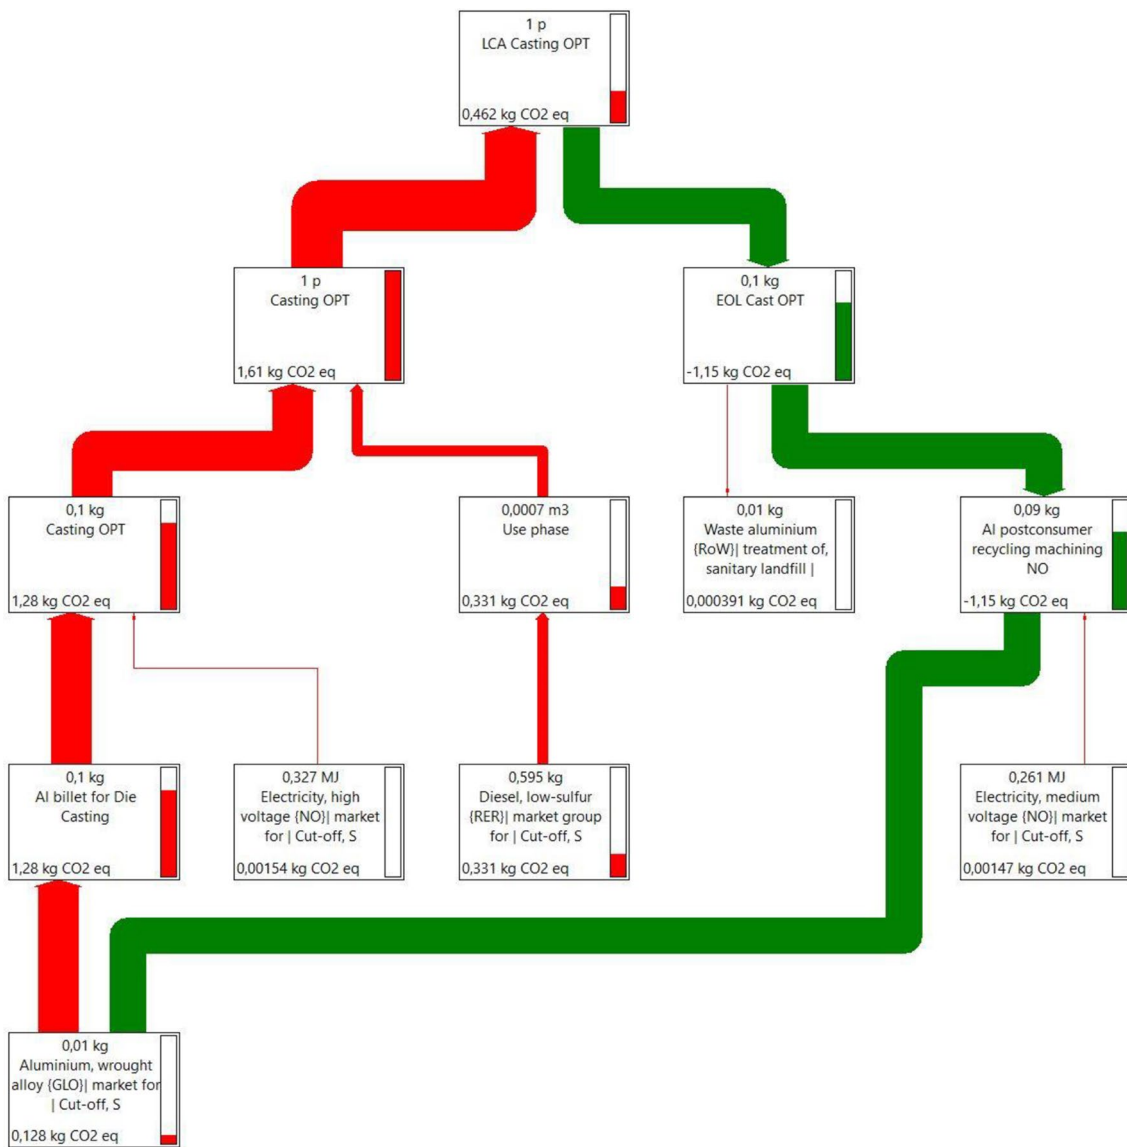 1 p
LCA Casting OPT
0,462 kg CO2 eq
1 p
Casting OPT
1,61 kg CO2 eq
0,1 kg
EOL Cast OPT
-1,15 kg CO2 eq
0,1 kg
Casting OPT
1,28 kg CO2 eq
0,0007 m3
Use phase
0,331 kg CO2 eq
0,01 kg
Waste aluminium
{RoW}| treatment of,
sanitary landfill |
0,000391 kg CO2 eq
0,09 kg
Al postconsumer
recycling machining
NO
-1,15 kg CO2 eq
0,1 kg
Al billet for Die
Casting
1,28 kg CO2 eq
0,327 MJ
Electricity, high
voltage {NO}| market
for | Cut-off, S
0,00154 kg CO2 eq
0,595 kg
Diesel, low-sulfur
{RER}| market group
for | Cut-off, S
0,331 kg CO2 eq
0,261 MJ
Electricity, medium
voltage {NO}| market
for | Cut-off, S
0,00147 kg CO2 eq
0,01 kg
Aluminium, wrought
alloy {GLO}| market for
| Cut-off, S
0,128 kg CO2 eq